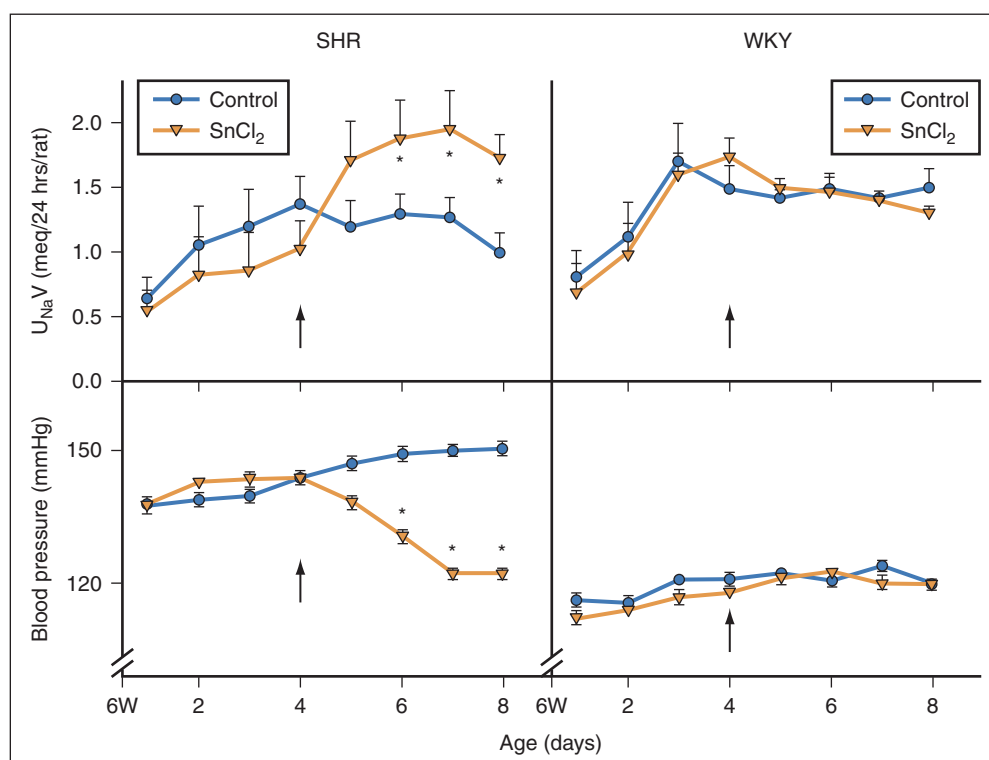 SHR
WKY
Control
SnCl₂
Control
SnCl₂
U_NaV (meq/24 hrs/rat)
2.0
1.5
1.0
0.5
0.0
*
*
*
Blood pressure (mmHg)
150
120
*
*
*
6W
2
4
6
8
6W
2
4
6
8
Age (days)